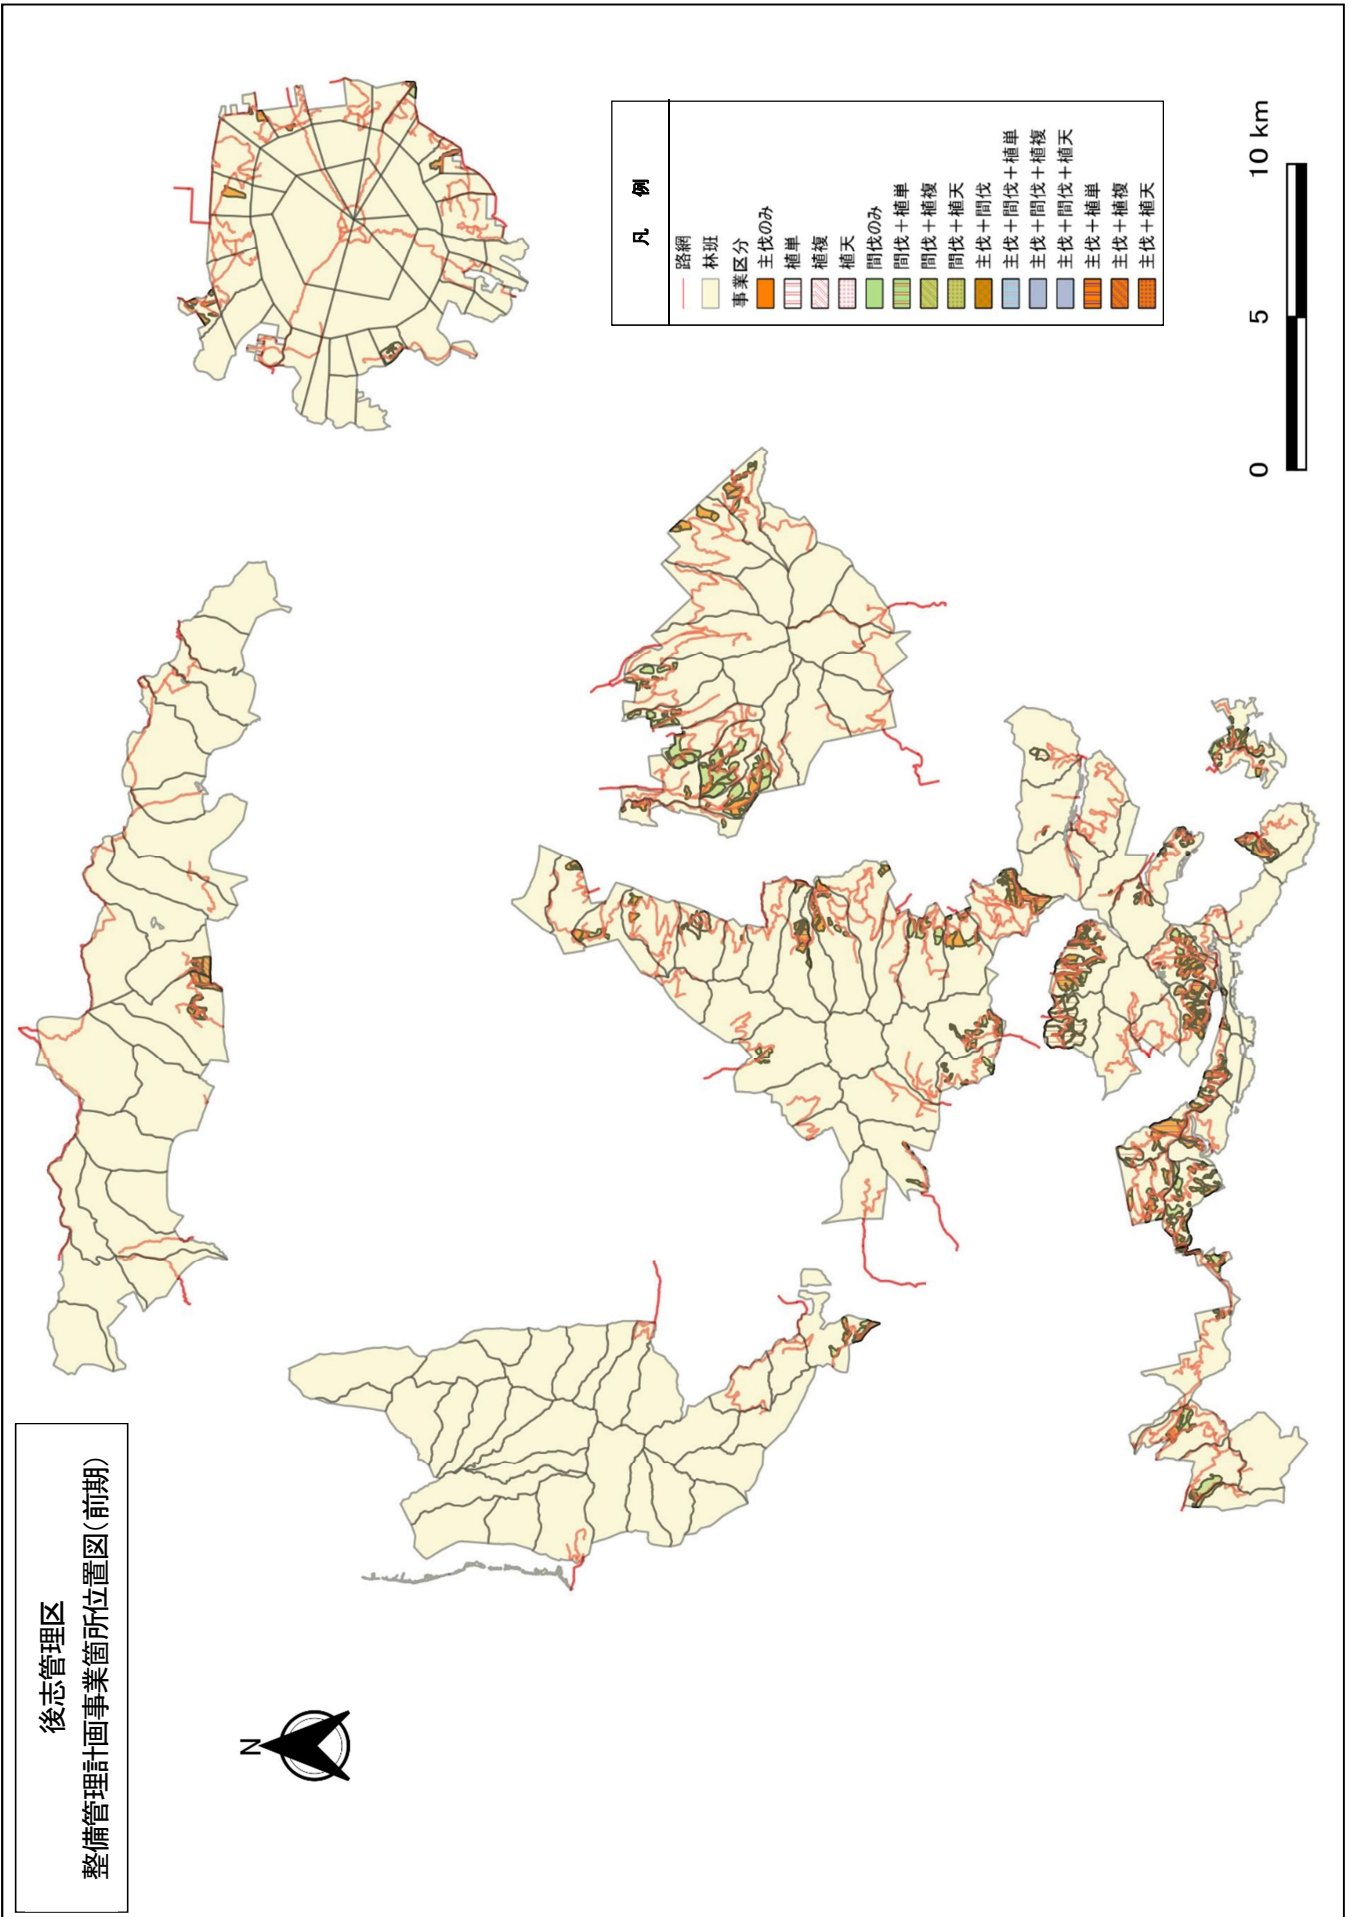 後志管理区
整備管理計画事業箇所位置図(前期)
N
凡 例
路網
林班
事業区分
主伐のみ
植単
植複
植天
間伐のみ
間伐＋植単
間伐＋植複
間伐＋植天
主伐＋間伐
主伐＋間伐＋植単
主伐＋間伐＋植複
主伐＋間伐＋植天
主伐＋植単
主伐＋植複
主伐＋植天
0 5 10 km